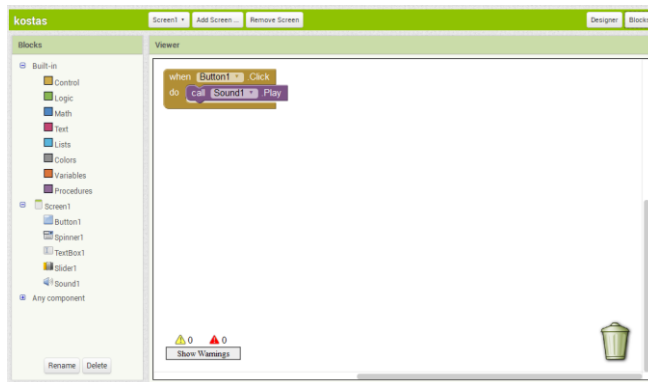 kostas Screen1 Add Screen ... Remove Screen Designer Blocks
Blocks
Viewer
Built-in
Control
Logic
Math
Text
Lists
Colors
Variables
Procedures
Screen1
Button1
Spinner1
TextBox1
Slider1
Sound1
Any component
Rename Delete
when Button1 .Click
do call Sound1 .Play
0 0
Show Warnings